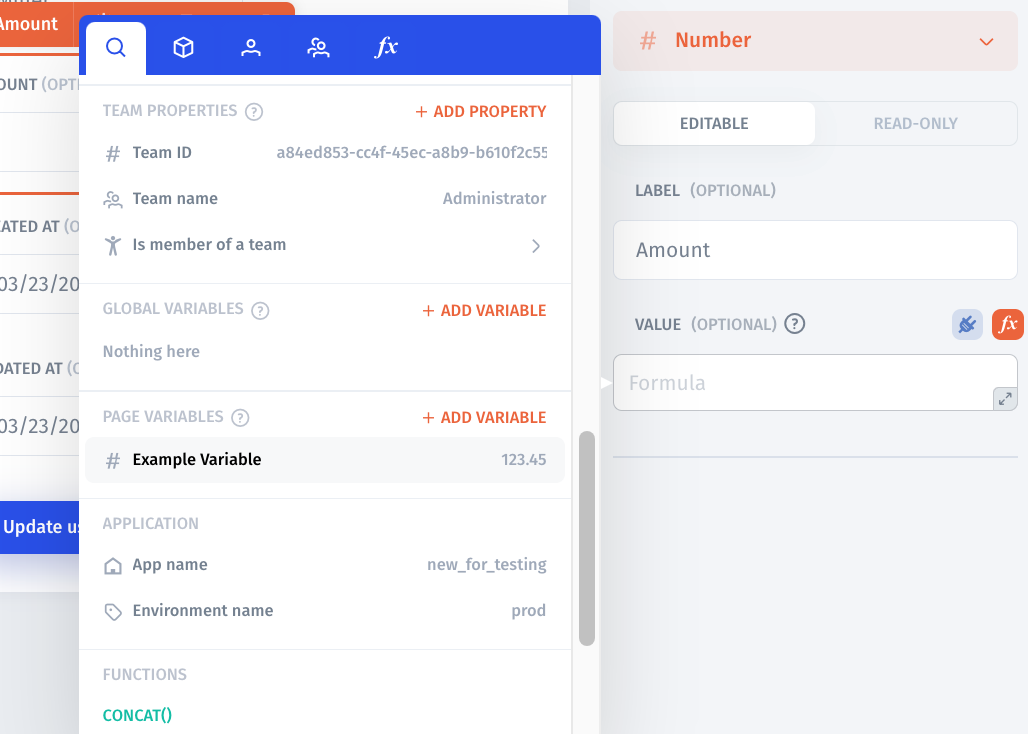 Amount
OUNT (OPTI
EATED AT (O
03/23/20
DATED AT (O
03/23/20
Update us
fx
TEAM PROPERTIES ?
+ ADD PROPERTY
# Team ID a84ed853-cc4f-45ec-a8b9-b610f2c55
Team name Administrator
Is member of a team
GLOBAL VARIABLES ?
+ ADD VARIABLE
Nothing here
PAGE VARIABLES ?
+ ADD VARIABLE
# Example Variable 123.45
APPLICATION
App name new_for_testing
Environment name prod
FUNCTIONS
CONCAT()
# Number
EDITABLE READ-ONLY
LABEL (OPTIONAL)
Amount
VALUE (OPTIONAL) ? fx
Formula